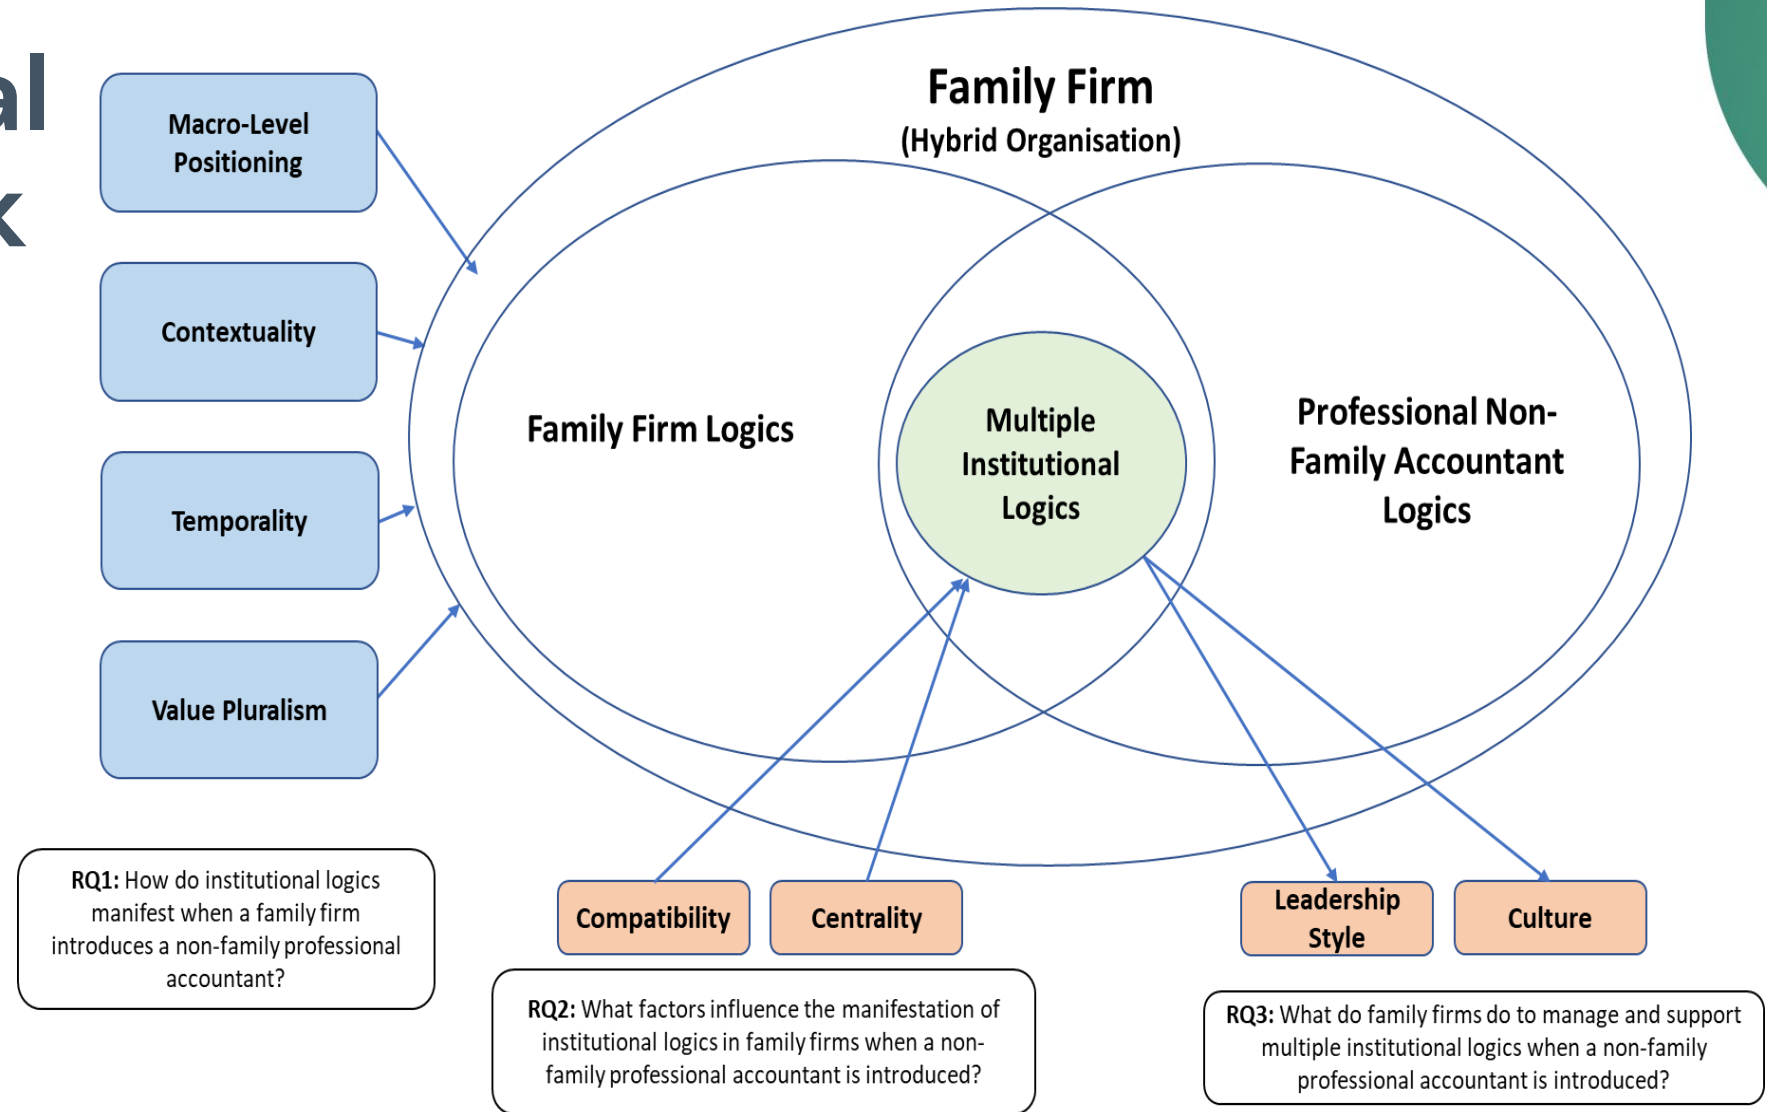 al
k
Macro-Level
Positioning
Contextuality
Temporality
Value Pluralism
Family Firm
(Hybrid Organisation)
Family Firm Logics
Multiple
Institutional
Logics
Professional Non-
Family Accountant
Logics
Compatibility
Centrality
Leadership
Style
Culture
RQ1: How do institutional logics
manifest when a family firm
introduces a non-family professional
accountant?
RQ2: What factors influence the manifestation of
institutional logics in family firms when a non-
family professional accountant is introduced?
RQ3: What do family firms do to manage and support
multiple institutional logics when a non-family
professional accountant is introduced?